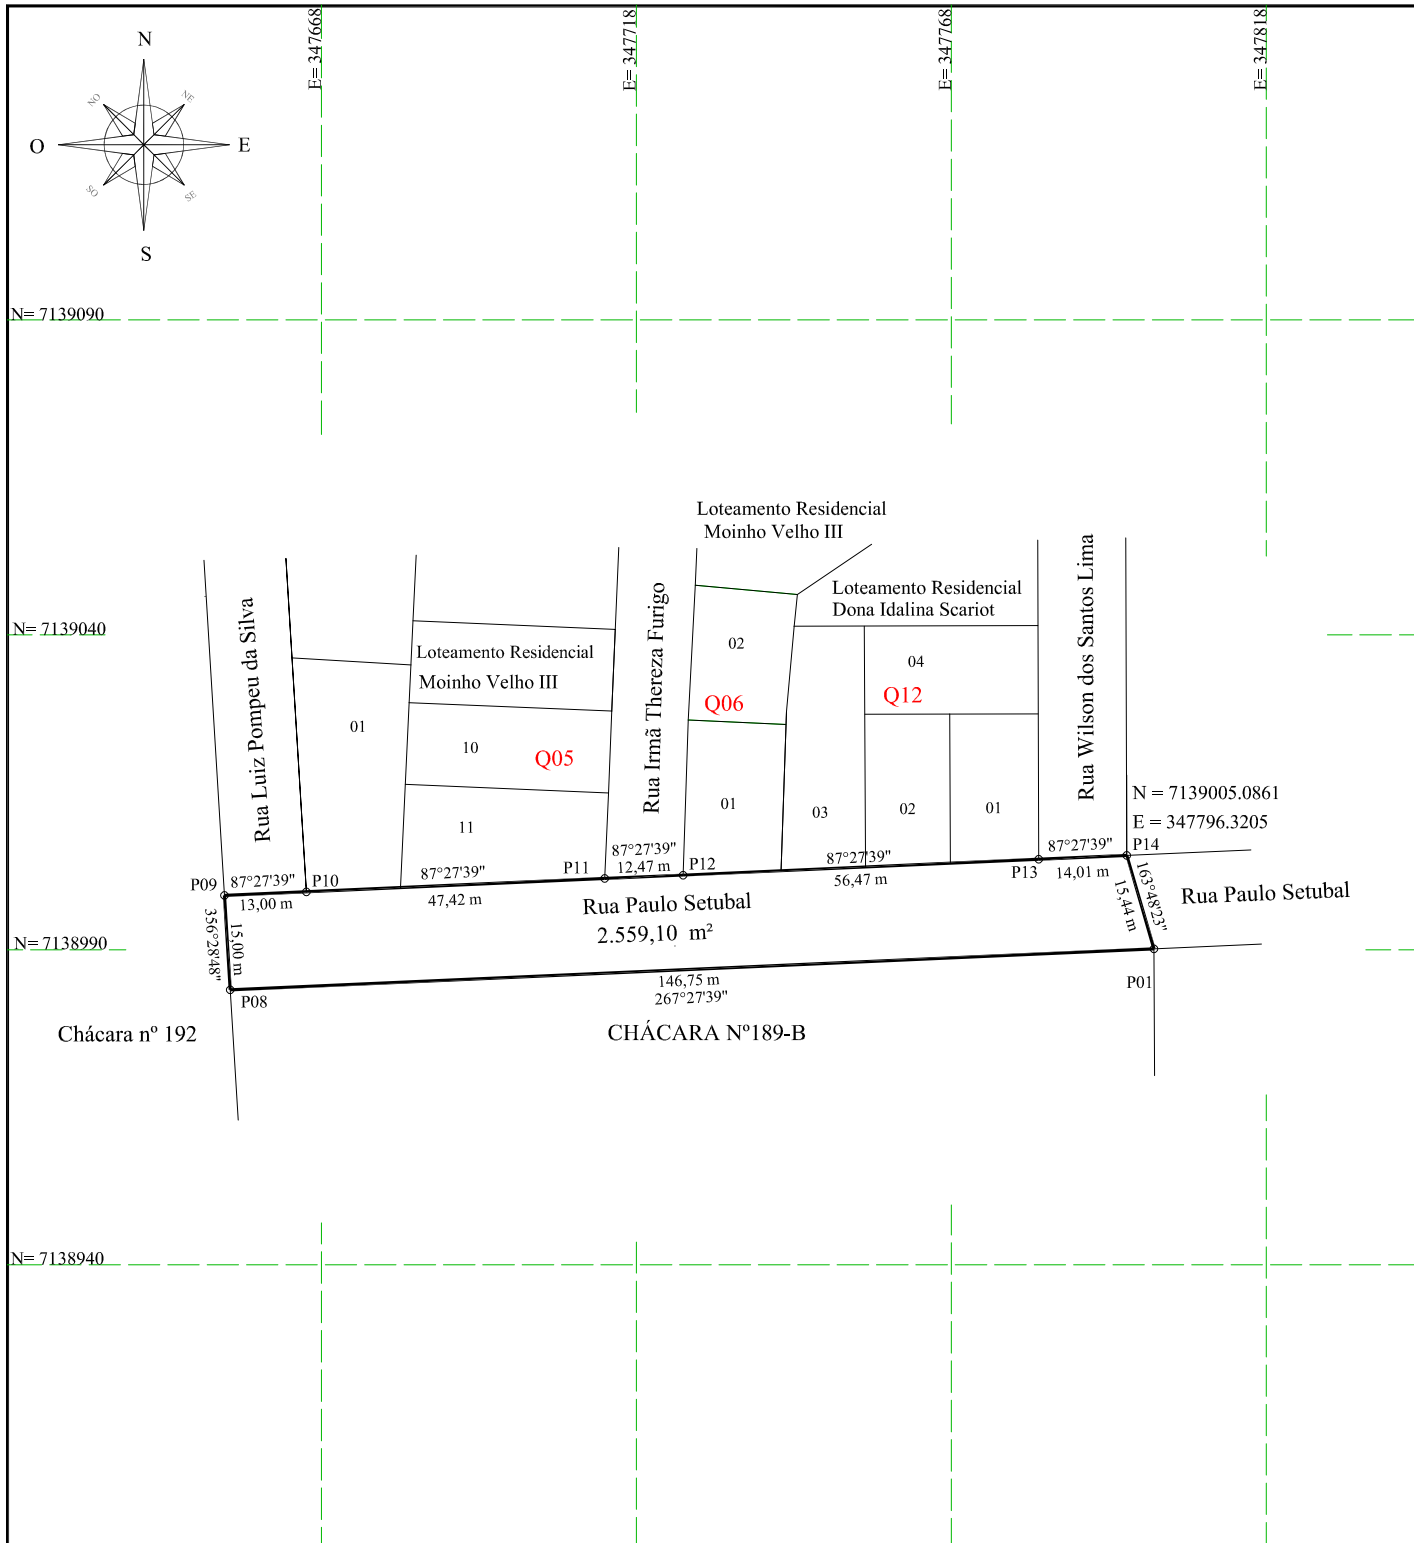 E= 347668
E= 347718
E= 347768
E= 347818
N
NO
NE
O
E
SO
SE
S
N= 7139090
Loteamento Residencial
Moinho Velho III
Loteamento Residencial
Dona Idalina Scariot
N= 7139040
Rua Luiz Pompeu da Silva
Loteamento Residencial
Moinho Velho III
Rua Irmã Thereza Furigo
Rua Wilson dos Santos Lima
02
04
Q06
Q12
01
10
Q05
11
01
03
02
01
N = 7139005.0861
E = 347796.3205
P14
P09
87°27'39"
13,00 m
P10
87°27'39"
47,42 m
P11
87°27'39"
12,47 m
P12
87°27'39"
56,47 m
P13
87°27'39"
14,01 m
163°48'23"
15,44 m
Rua Paulo Setubal
2.559,10 m²
Rua Paulo Setubal
356°28'48"
15,00 m
N= 7138990
P08
146,75 m
267°27'39"
P01
Chácara nº 192
CHÁCARA Nº189-B
N= 7138940